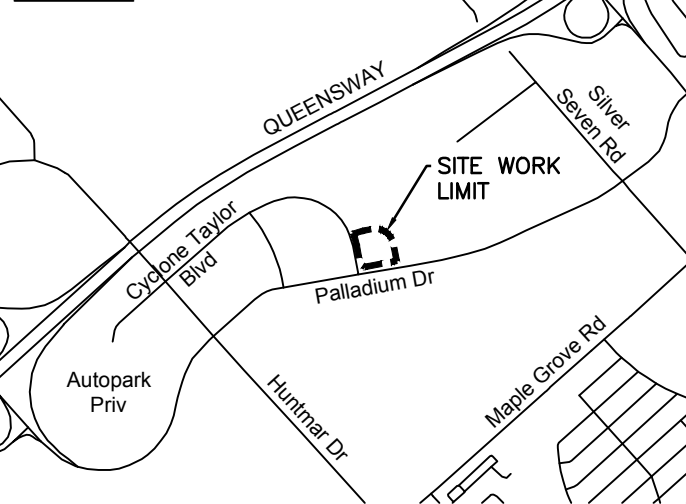 QUEENSWAY
Silver
Seven Rd
SITE WORK
LIMIT
Cyclone Taylor
Blvd
Palladium Dr
Autopark
Priv
Huntmar Dr
Maple Grove Rd